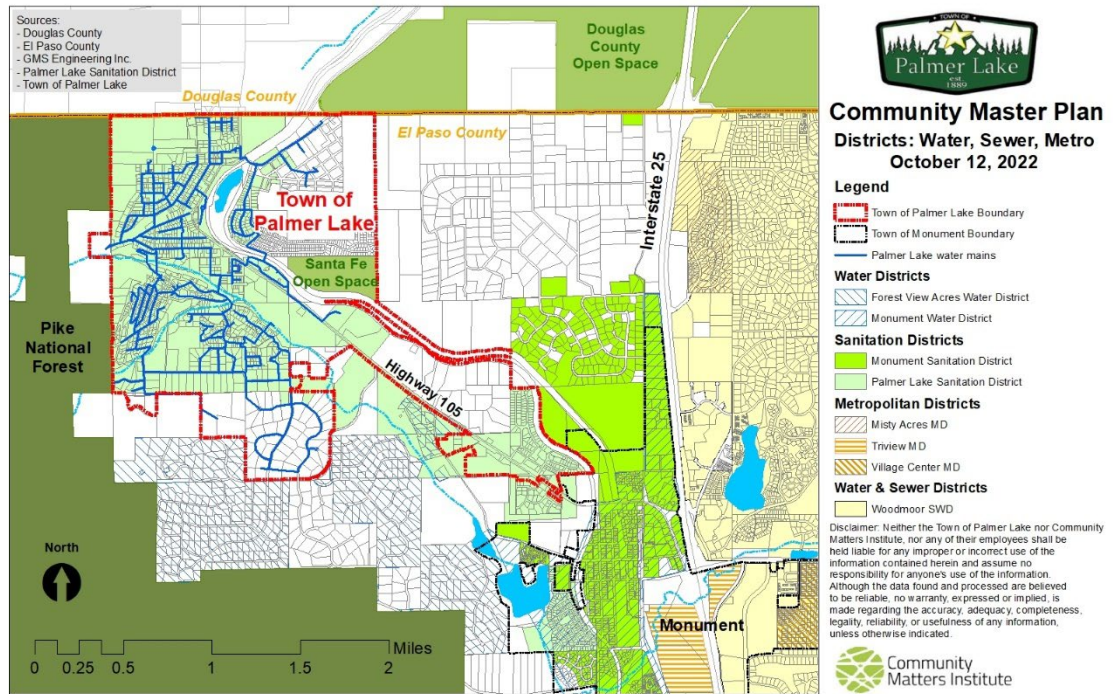 Sources:
- Douglas County
- El Paso County
- GMS Engineering Inc.
- Palmer Lake Sanitation District
- Town of Palmer Lake
Douglas
County
Open Space
Douglas County
El Paso County
Interstate 25
Town of
Palmer Lake
Santa Fe
Open Space
Pike
National
Forest
Highway 105
North
Monument
Miles
0 0.25 0.5 1 1.5 2
TOWN OF
Palmer Lake
est.
1889
Community Master Plan
Districts: Water, Sewer, Metro
October 12, 2022
Legend
Town of Palmer Lake Boundary
Town of Monument Boundary
Palmer Lake water mains
Water Districts
Forest View Acres Water District
Monument Water District
Sanitation Districts
Monument Sanitation District
Palmer Lake Sanitation District
Metropolitan Districts
Misty Acres MD
Triview MD
Village Center MD
Water & Sewer Districts
Woodmoor SWD
Disclaimer: Neither the Town of Palmer Lake nor Community
Matters Institute, nor any of their employees shall be
held liable for any improper or incorrect use of the
information contained herein and assume no
responsibility for anyone's use of the information.
Although the data found and processed are believed
to be reliable, no warranty, expressed or implied, is
made regarding the accuracy, adequacy, completeness,
legality, reliability, or usefulness of any information,
unless otherwise indicated.
Community
Matters Institute